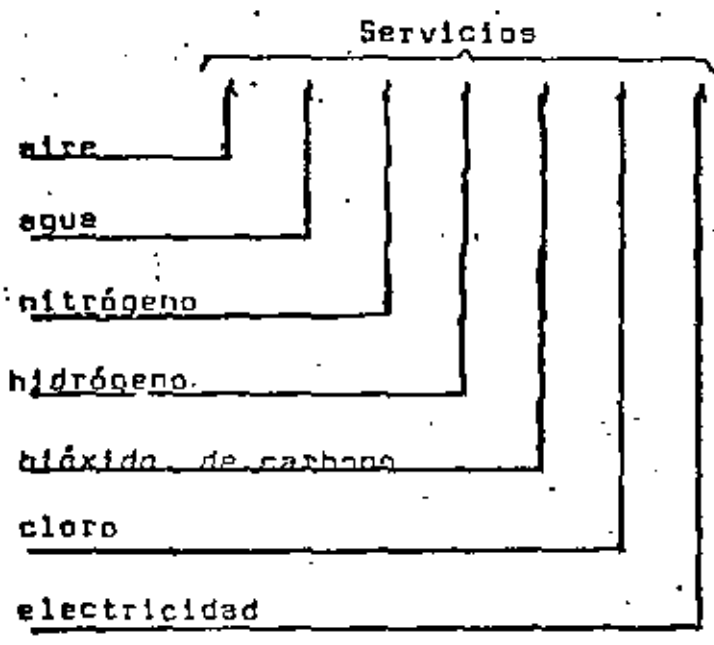 Servicios
aire
agua
nitrógeno
hidrógeno
bióxido de carbono
cloro
electricidad